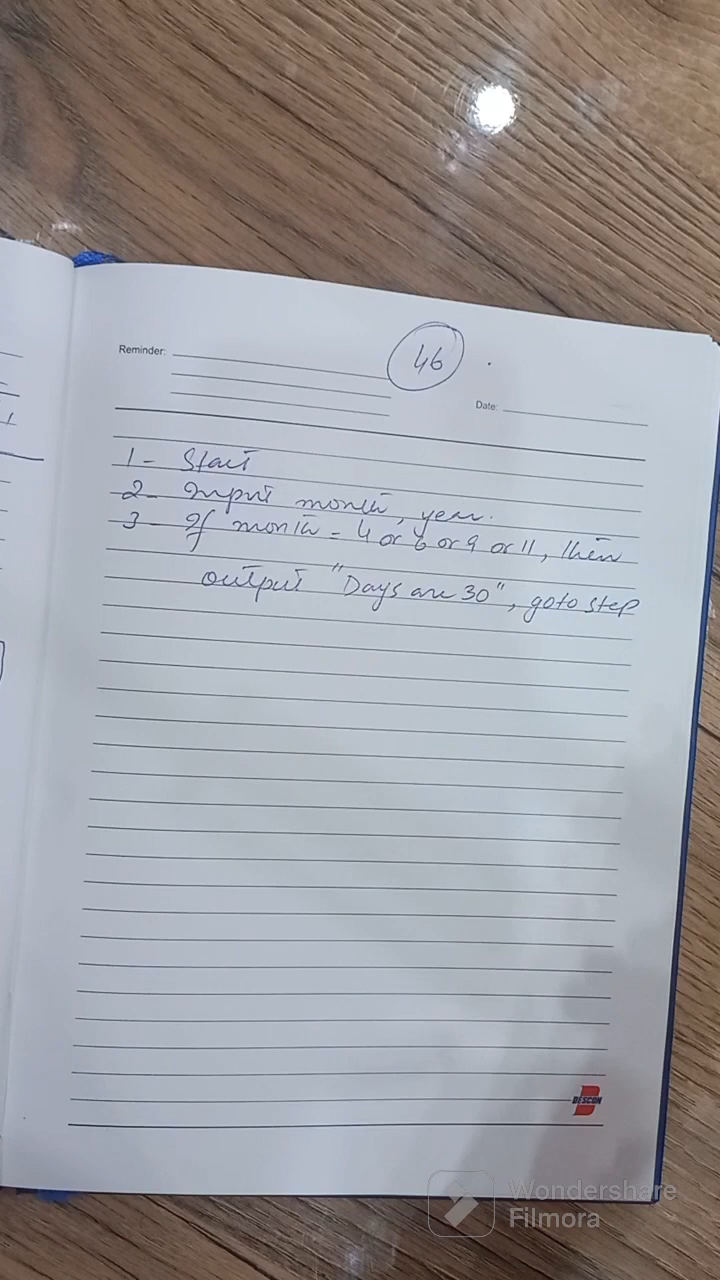 46
Reminder:
Date:
1- Start
2- Input month, year.
3- If month = 4 or 6 or 9 or 11, then
output "Days are 30", goto step
DESCON
Wondershare
Filmora